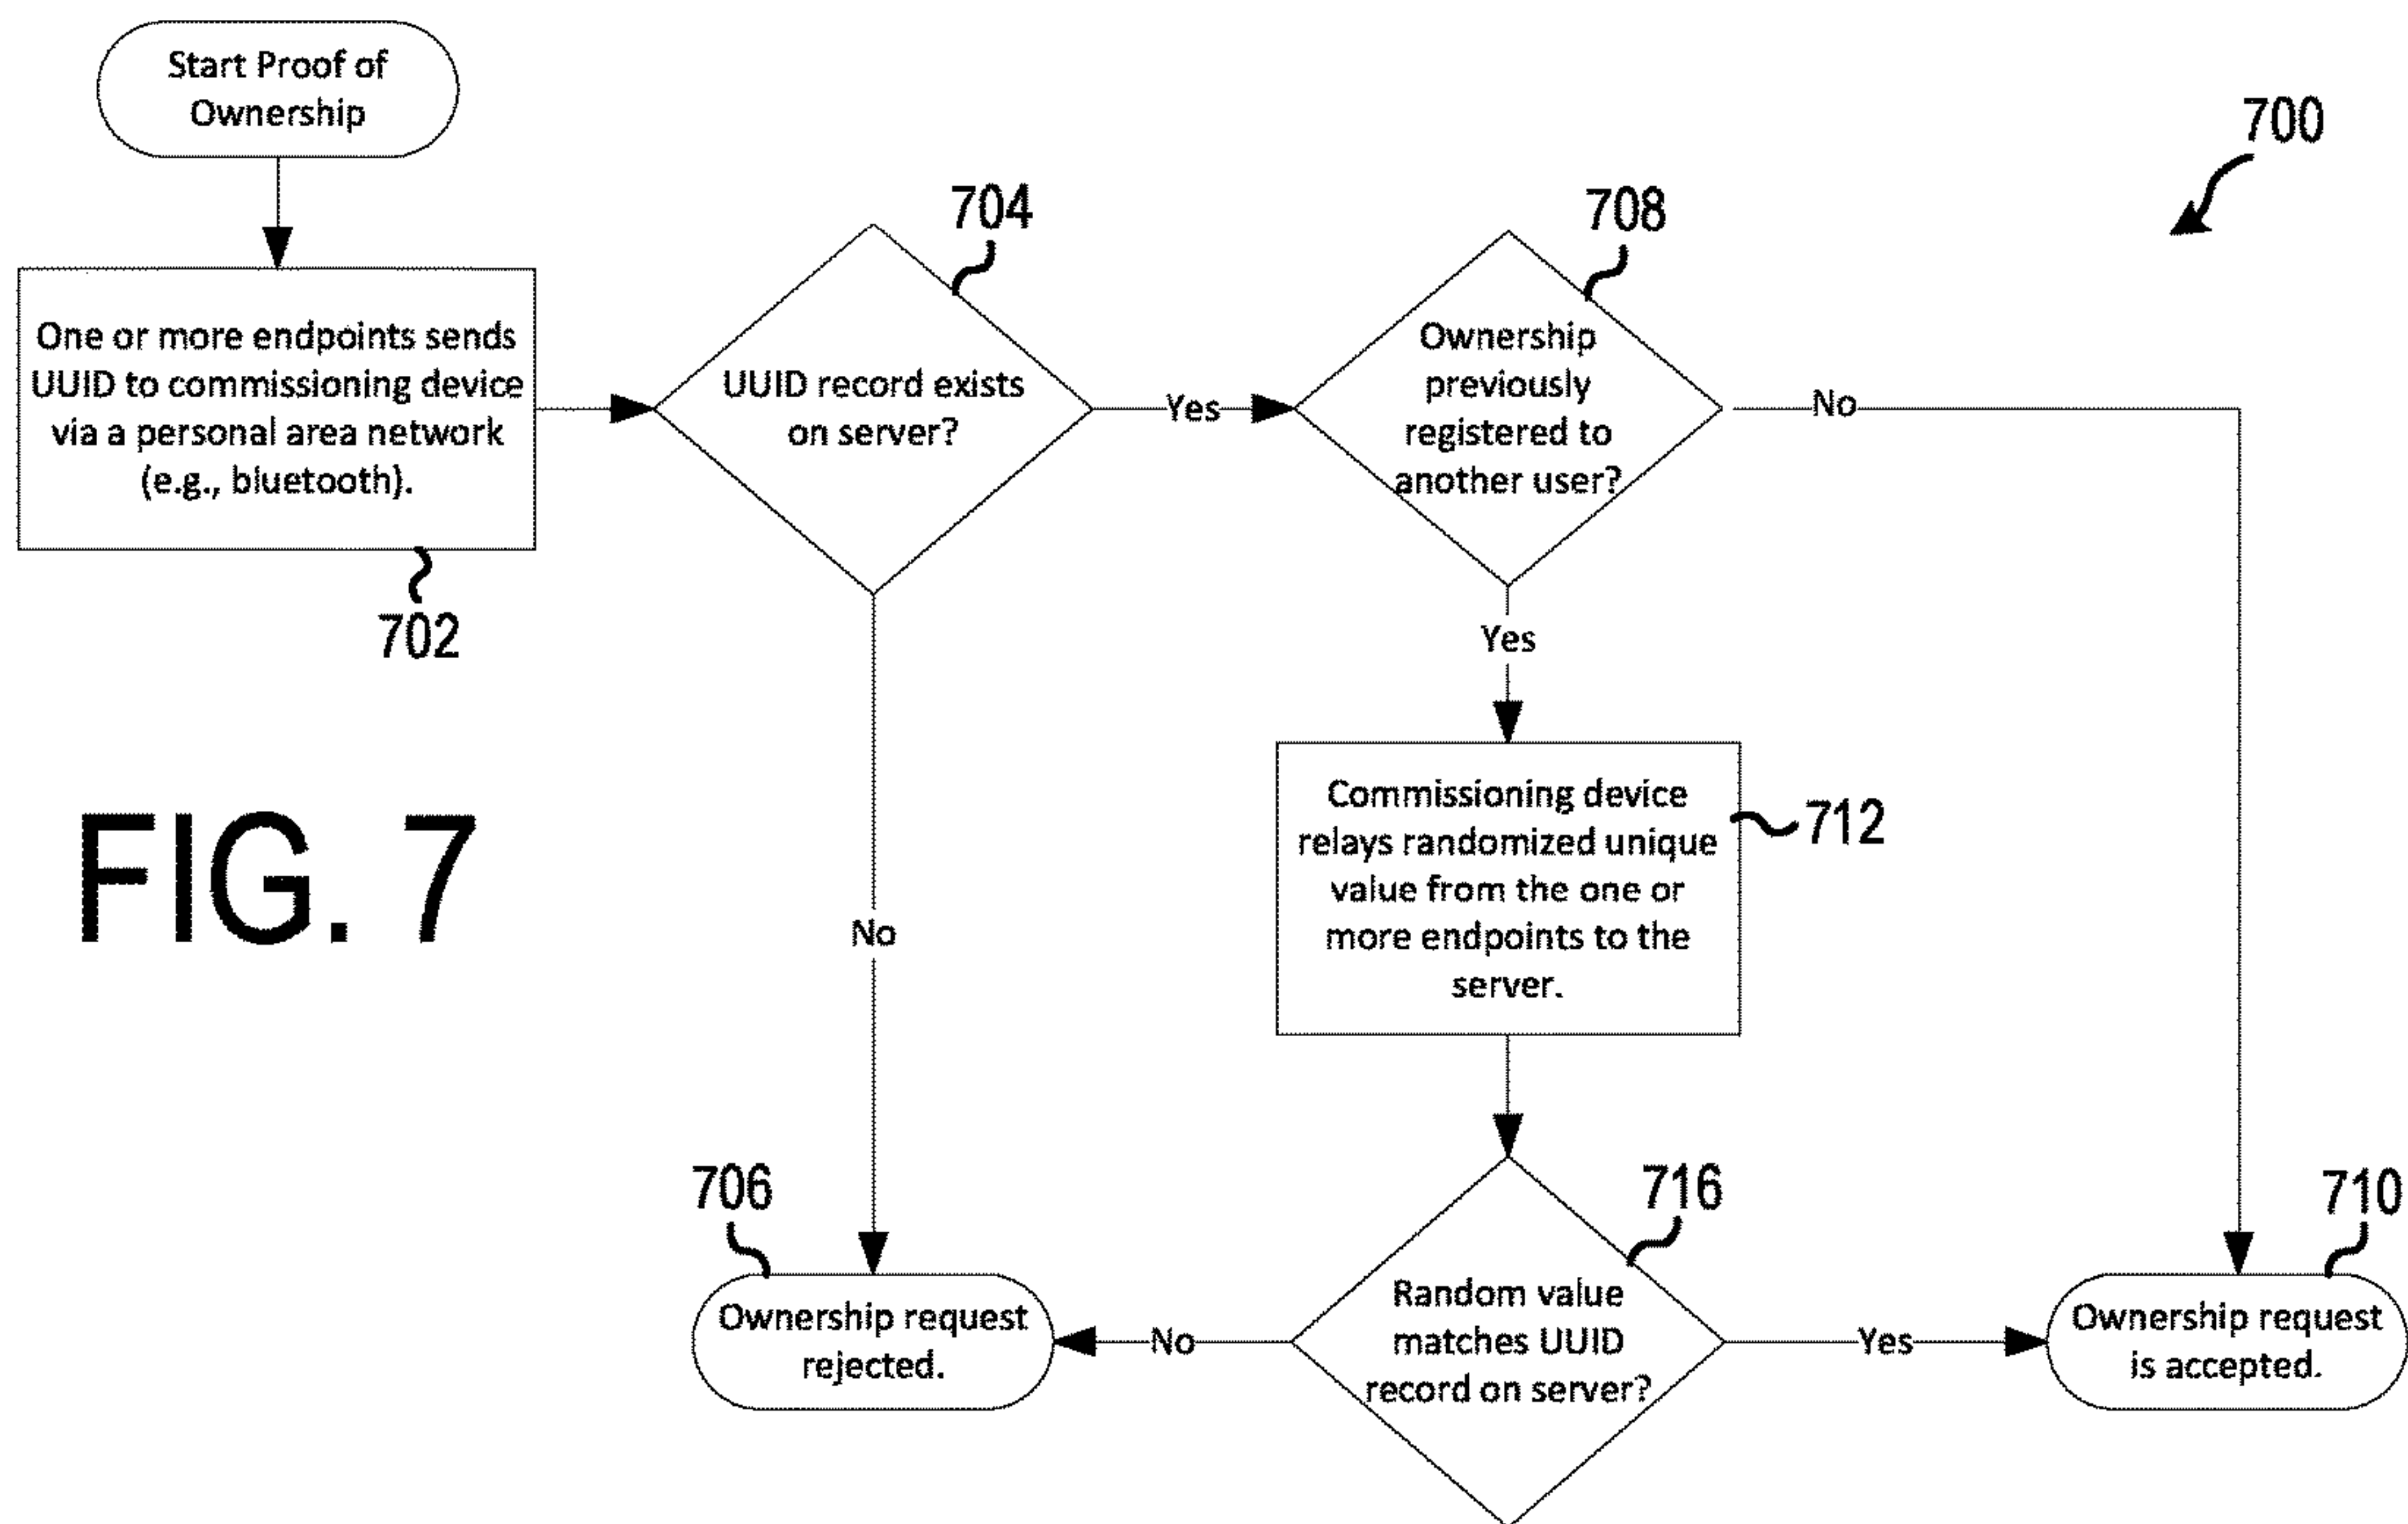 Start Proof of
Ownership
700
One or more endpoints sends
UUID to commissioning device
via a personal area network
(e.g., bluetooth).
702
704
UUID record exists
on server?
Yes
No
708
Ownership
previously
registered to
another user?
No
Yes
Commissioning device
relays randomized unique
value from the one or
more endpoints to the
server.
712
FIG. 7
706
Ownership request
rejected.
No
716
Random value
matches UUID
record on server?
Yes
710
Ownership request
is accepted.